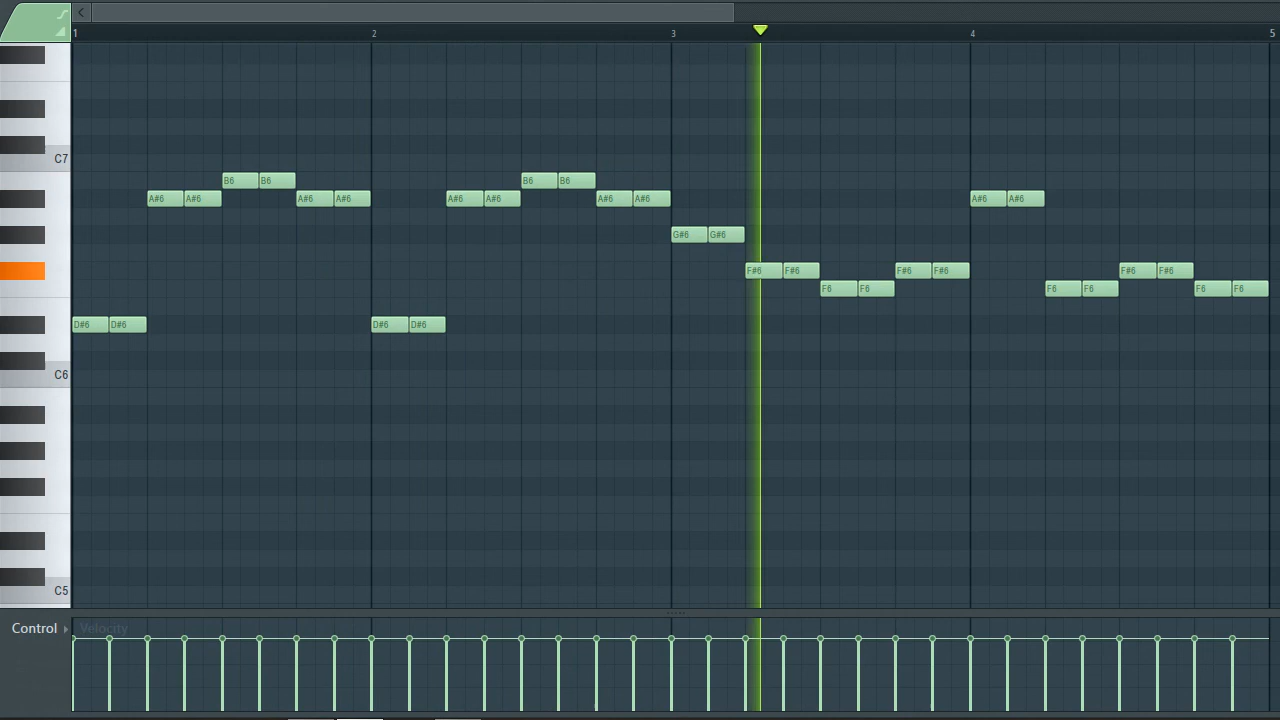 1 2 3 4 5
C7
B6 B6 B6 B6
A#6 A#6 A#6 A#6 A#6 A#6 A#6 A#6 A#6 A#6
G#6 G#6
F#6 F#6 F#6 F#6 F#6 F#6
F6 F6 F6 F6 F6 F6
D#6 D#6 D#6 D#6
C6
C5
Control Velocity